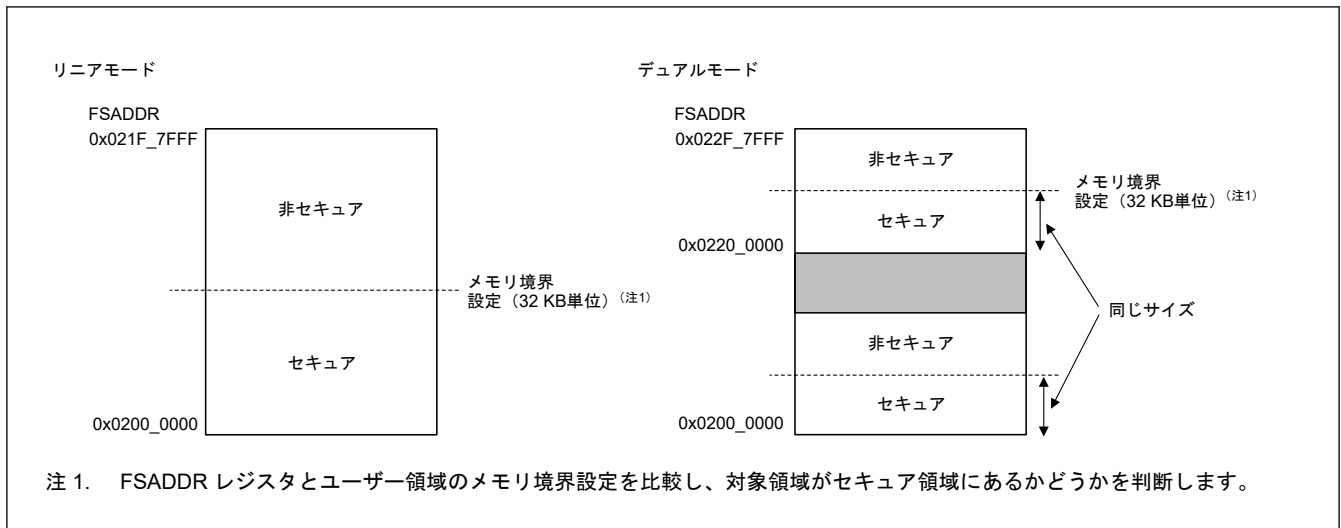 リニアモード
FSADDR
0x021F_7FFF
非セキュア
メモリ境界
設定（32 KB単位）（注1）
セキュア
0x0200_0000
デュアルモード
FSADDR
0x022F_7FFF
非セキュア
メモリ境界
設定（32 KB単位）（注1）
セキュア
0x0220_0000
同じサイズ
非セキュア
セキュア
0x0200_0000
注 1. FSADDR レジスタとユーザー領域のメモリ境界設定を比較し、対象領域がセキュア領域にあるかどうかを判断します。